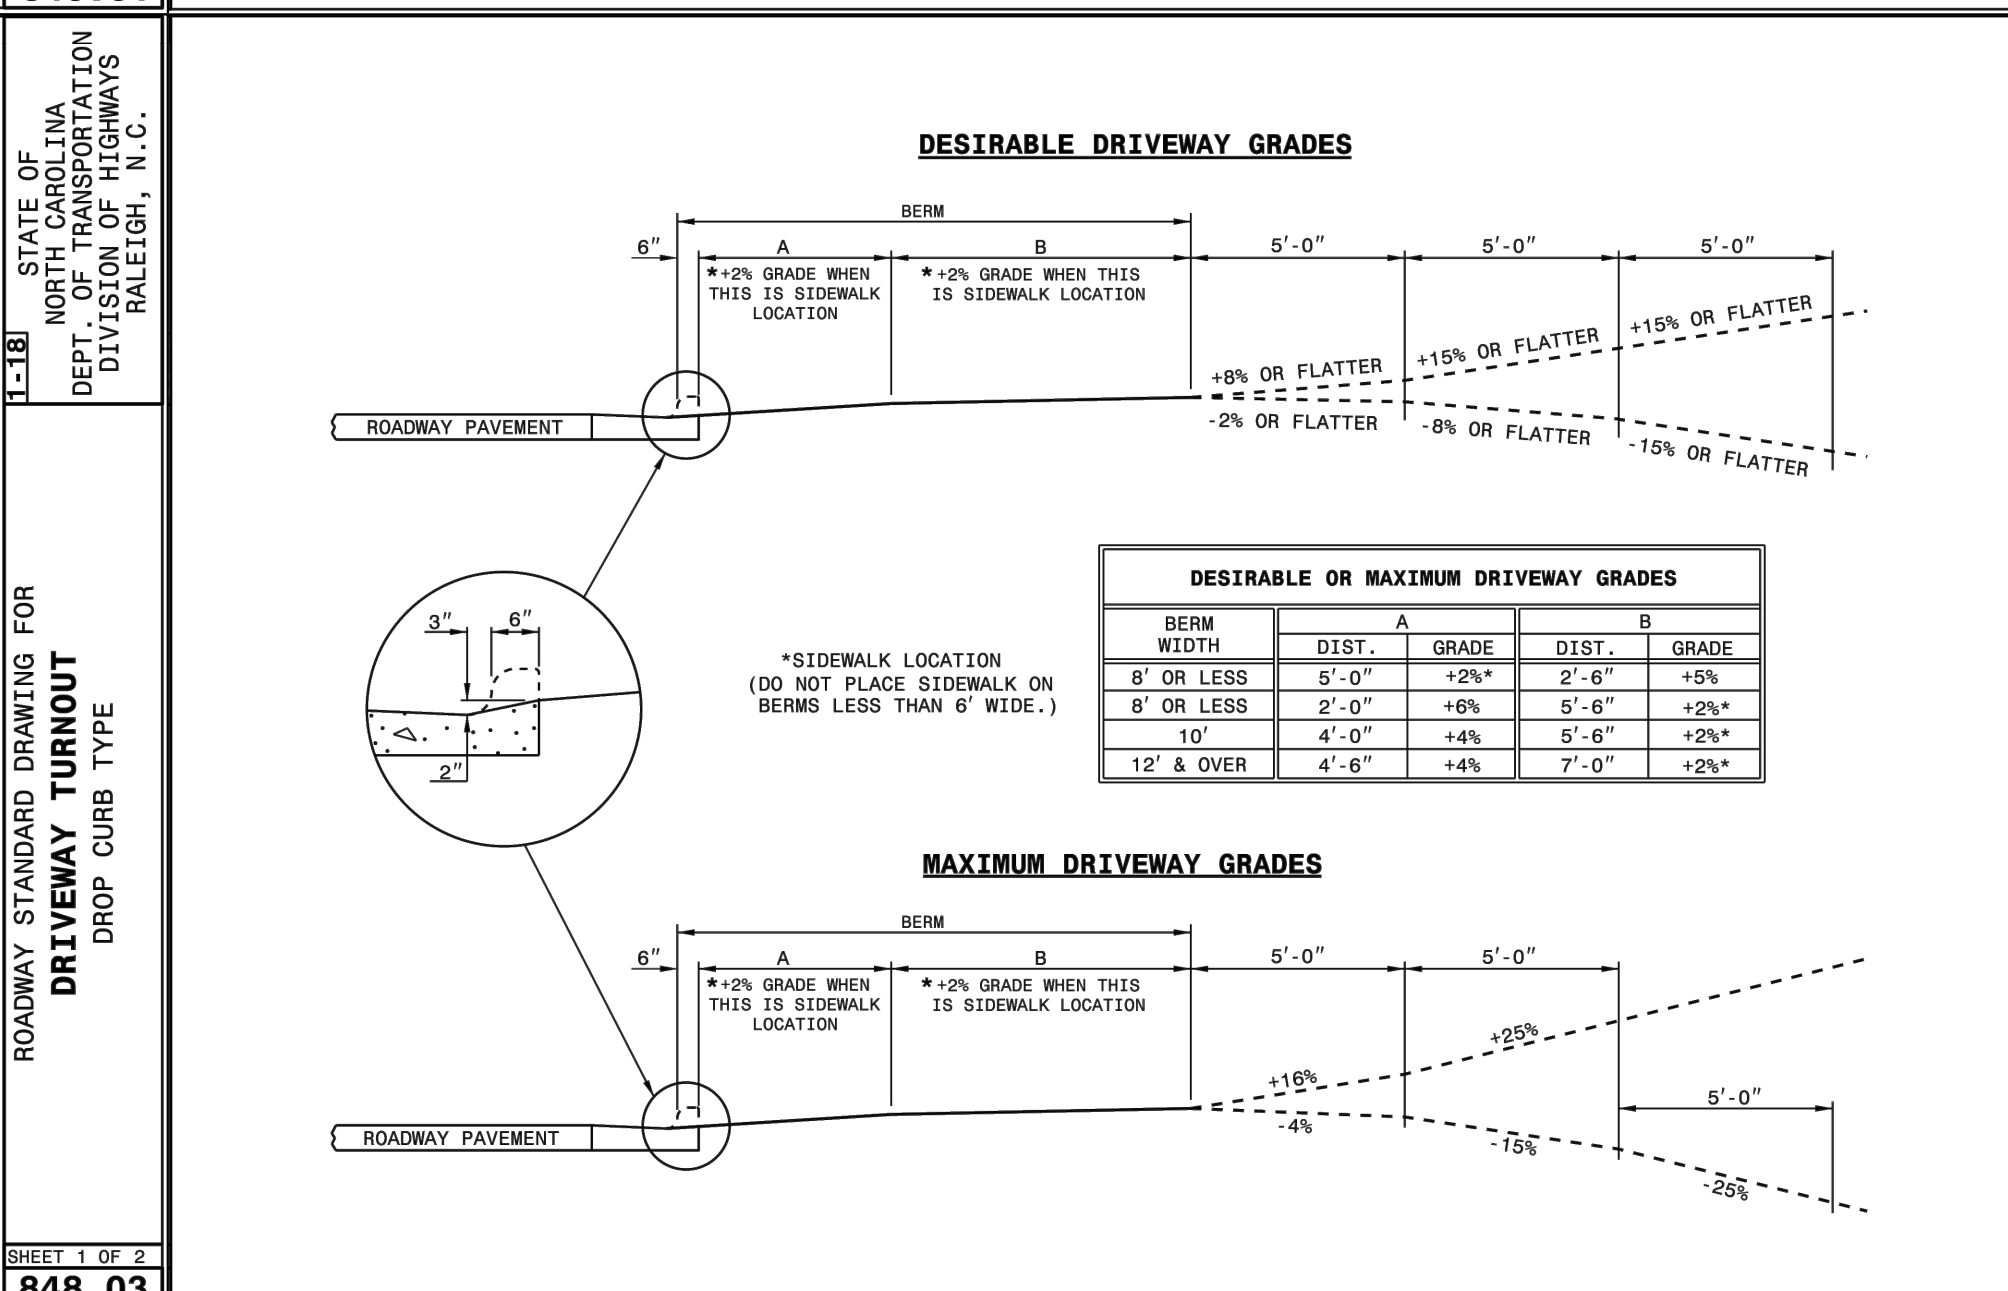 STATE OF
NORTH CAROLINA
DEPT. OF TRANSPORTATION
DIVISION OF HIGHWAYS
RALEIGH, N.C.
1-18
ROADWAY STANDARD DRAWING FOR
DRIVEWAY TURNOUT
DROP CURB TYPE
SHEET 1 OF 2
848.03
DESIRABLE DRIVEWAY GRADES
BERM
6" A B 5'-0" 5'-0" 5'-0"
*+2% GRADE WHEN
THIS IS SIDEWALK
LOCATION
*+2% GRADE WHEN THIS
IS SIDEWALK LOCATION
+8% OR FLATTER
+15% OR FLATTER
+15% OR FLATTER
-2% OR FLATTER
-8% OR FLATTER
-15% OR FLATTER
ROADWAY PAVEMENT
3" 6"
2"
*SIDEWALK LOCATION
(DO NOT PLACE SIDEWALK ON
BERMS LESS THAN 6' WIDE.)
DESIRABLE OR MAXIMUM DRIVEWAY GRADES
BERM
WIDTH
A B
DIST. GRADE DIST. GRADE
8' OR LESS 5'-0" +2%* 2'-6" +5%
8' OR LESS 2'-0" +6% 5'-6" +2%*
10' 4'-0" +4% 5'-6" +2%*
12' & OVER 4'-6" +4% 7'-0" +2%*
MAXIMUM DRIVEWAY GRADES
BERM
6" A B 5'-0" 5'-0"
*+2% GRADE WHEN
THIS IS SIDEWALK
LOCATION
*+2% GRADE WHEN THIS
IS SIDEWALK LOCATION
+25%
+16%
5'-0"
-4%
-15%
-25%
ROADWAY PAVEMENT